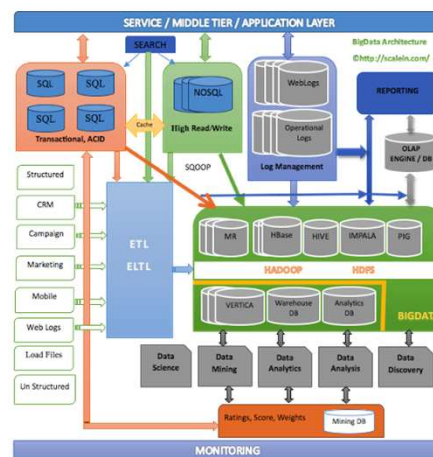 SERVICE / MIDDLE TIER / APPLICATION LAYER
SEARCH
BigData Architecture
©http://scalein.com/
SQL
SQL
SQL
SQL
Transactional, ACID
Cache
NOSQL
High Read/Write
WebLogs
Operational
Logs
Log Management
REPORTING
OLAP
ENGINE / DB
SQOOP
Structured
CRM
Campaign
Marketing
Mobile
Web Logs
Load Files
Un Structured
ETL
ELTL
MR
HBase
HIVE
IMPALA
PIG
HADOOP
HDFS
VERTICA
Warehouse
DB
Analytics
DB
BIGDATA
Data
Science
Data
Mining
Data
Analytics
Data
Analysis
Data
Discovery
Ratings, Score, Weights
Mining DB
MONITORING